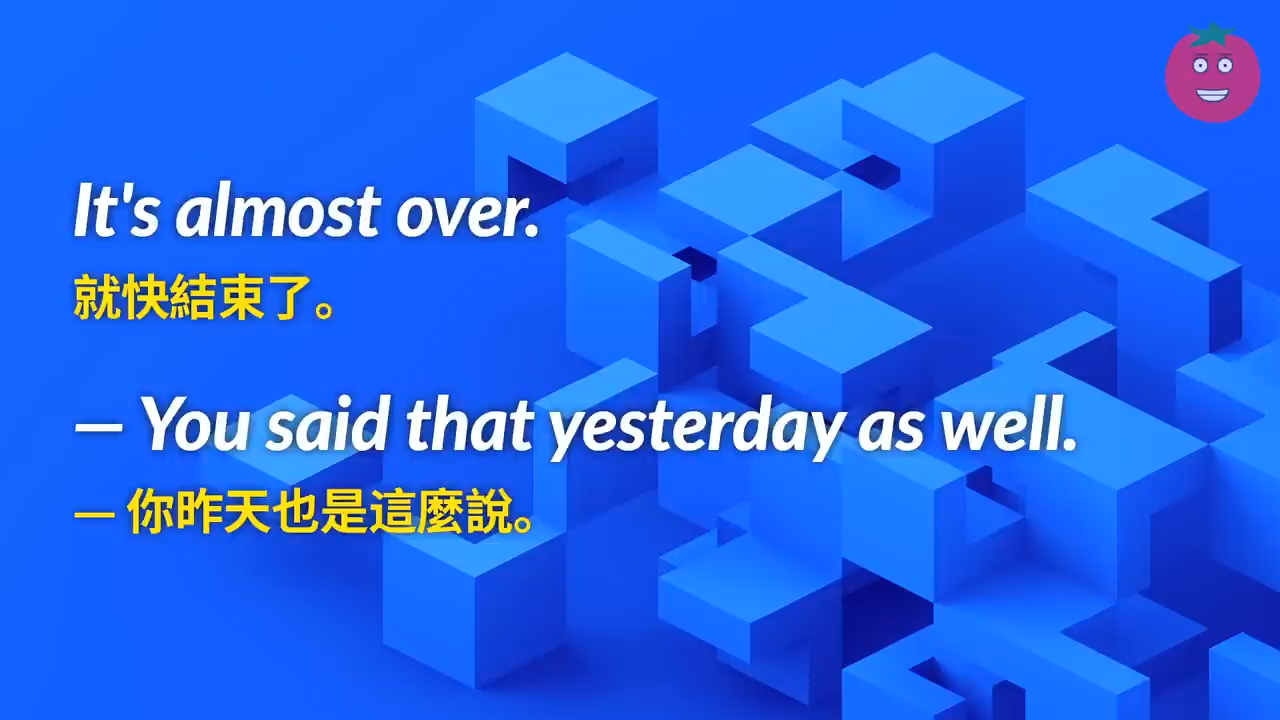 It's almost over.
就快結束了。
— You said that yesterday as well.
— 你昨天也是這麼說。